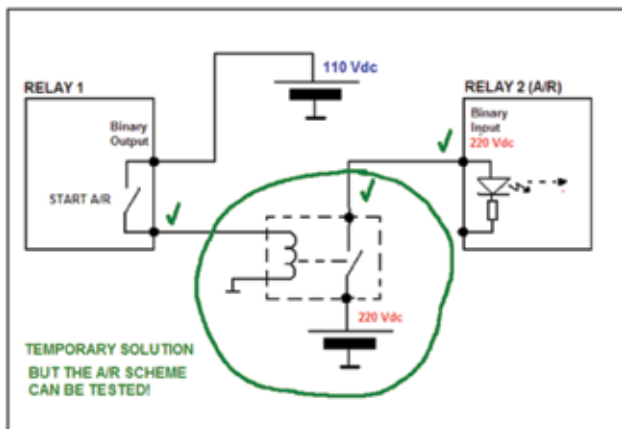 110 Vdc
RELAY 1
RELAY 2 (A/R)
Binary
Output
Binary
Input
220 Vdc
START A/R
220 Vdc
TEMPORARY SOLUTION
BUT THE A/R SCHEME
CAN BE TESTED!